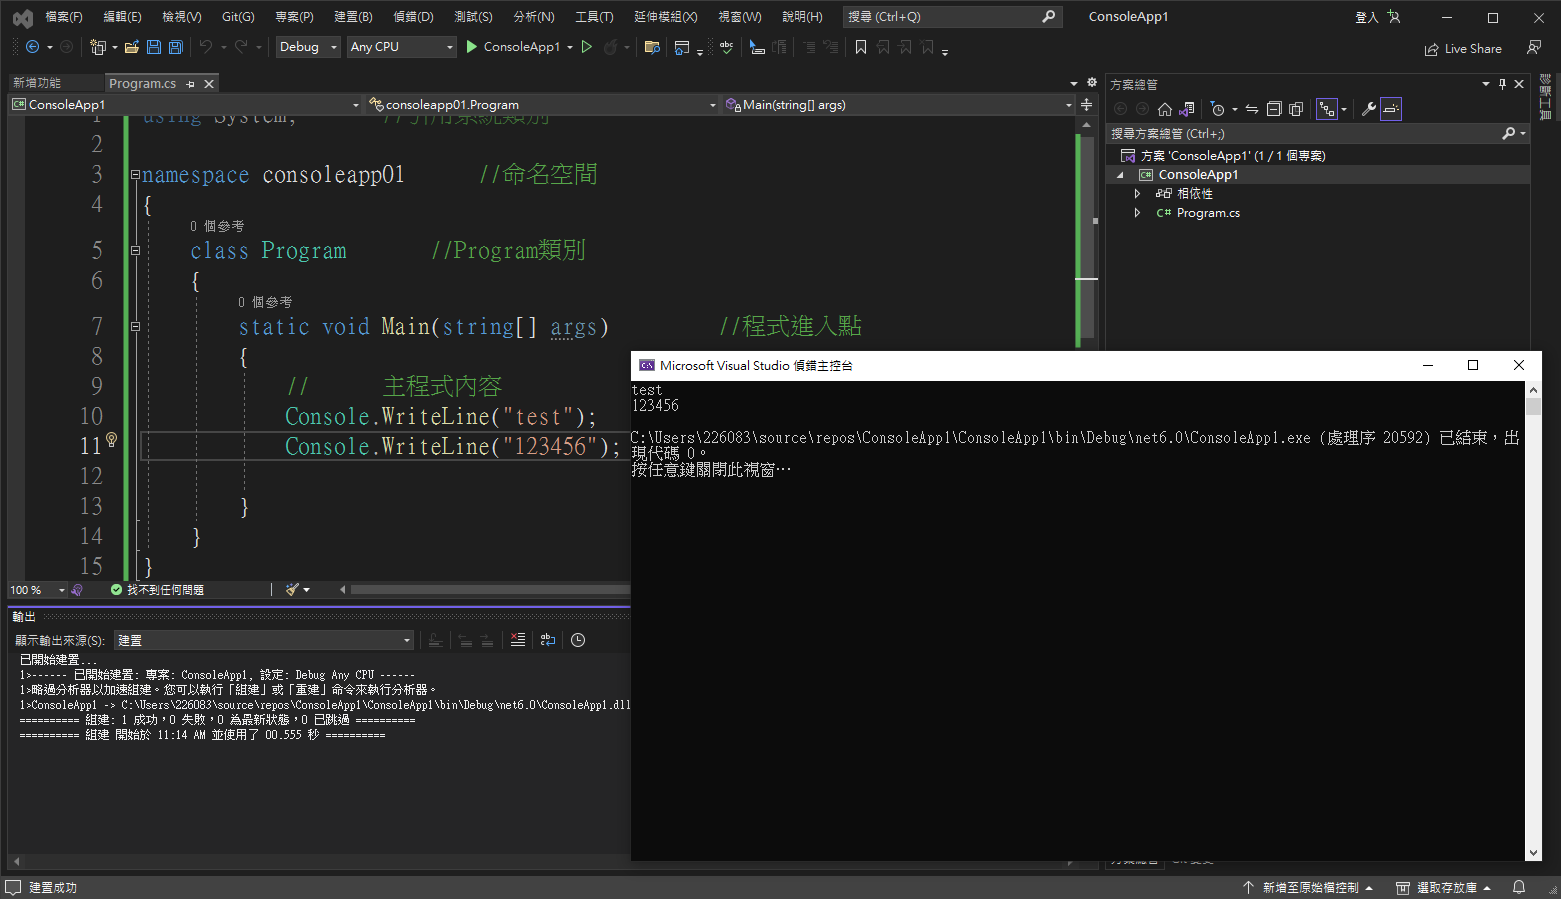 檔案(F) 編輯(E) 檢視(V) Git(G) 專案(P) 建置(B) 偵錯(D) 測試(S) 分析(N) 工具(T) 延伸模組(X) 視窗(W) 說明(H) 搜尋 (Ctrl+Q) ConsoleApp1 登入
Debug Any CPU ConsoleApp1 Live Share
新增功能 Program.cs
ConsoleApp1 consoleapp01.Program Main(string[] args)
1 using System; //引用系統類別
2
3 namespace consoleapp01 //命名空間
4 {
0 個參考
5 class Program //Program類別
6 {
0 個參考
7 static void Main(string[] args) //程式進入點
8 {
9 // 主程式內容
10 Console.WriteLine("test");
11 Console.WriteLine("123456");
12
13 }
14 }
15 }
100 % 找不到任何問題
輸出
顯示輸出來源(S): 建置
已開始建置...
1>------ 已開始建置: 專案: ConsoleApp1, 設定: Debug Any CPU ------
1>略過分析器以加速組建。您可以執行「組建」或「重建」命令來執行分析器。
1>ConsoleApp1 -> C:\Users\226083\source\repos\ConsoleApp1\ConsoleApp1\bin\Debug\net6.0\ConsoleApp1.dll
========== 組建: 1 成功，0 失敗，0 為最新狀態，0 已跳過 ==========
========== 組建 開始於 11:14 AM 並使用了 00.555 秒 ==========
方案總管
搜尋方案總管 (Ctrl+;)
方案 'ConsoleApp1' (1 / 1 個專案)
ConsoleApp1
相依性
Program.cs
診斷工具
Microsoft Visual Studio 偵錯主控台
test
123456
C:\Users\226083\source\repos\ConsoleApp1\ConsoleApp1\bin\Debug\net6.0\ConsoleApp1.exe (處理序 20592) 已結束，出
現代碼 0。
按任意鍵關閉此視窗…
方案總管 Git 變更
建置成功 新增至原始檔控制 選取存放庫